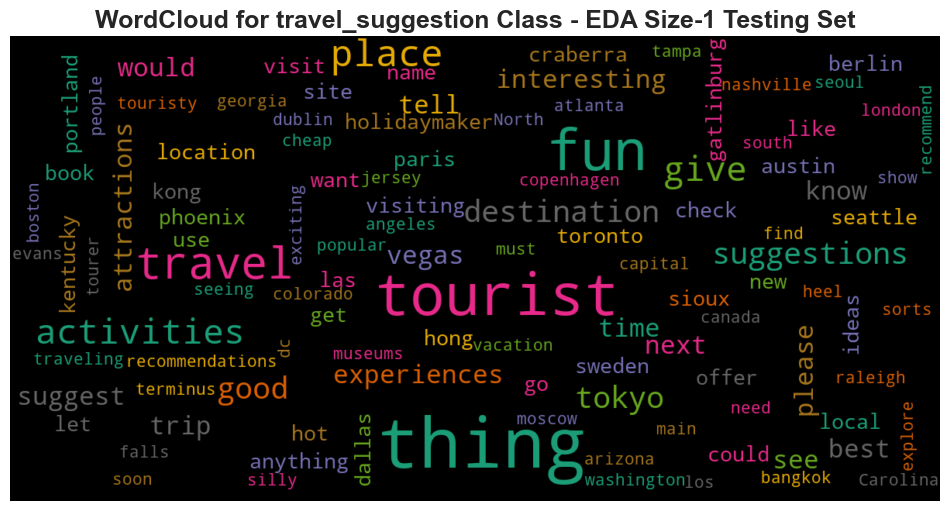 WordCloud for travel_suggestion Class - EDA Size-1 Testing Set
place
craberra
tampa
gatlinburg
berlin
would
visit
name
interesting
nashville
seoul
portland
people
touristy
georgia
site
tell
atlanta
london
dublin
holidaymaker
North
fun
south
like
recommend
cheap
attractions
location
paris
give
austin
book
kong
want
jersey
copenhagen
know
show
boston
phoenix
exciting
visiting
destination
check
seattle
evans
kentucky
tourer
use
angeles
popular
vegas
must
toronto
find
suggestions
travel
las
capital
new
seeing
colorado
tourist
sioux
heel
ideas
sorts
get
canada
activities
dc
hong
vacation
time
next
please
traveling
recommendations
museums
experiences
sweden
offer
raleigh
suggest
terminus
good
go
tokyo
need
local
explore
let
trip
hot
dallas
thing
moscow
main
could
see
best
falls
anything
arizona
soon
silly
washington
los
bangkok
Carolina